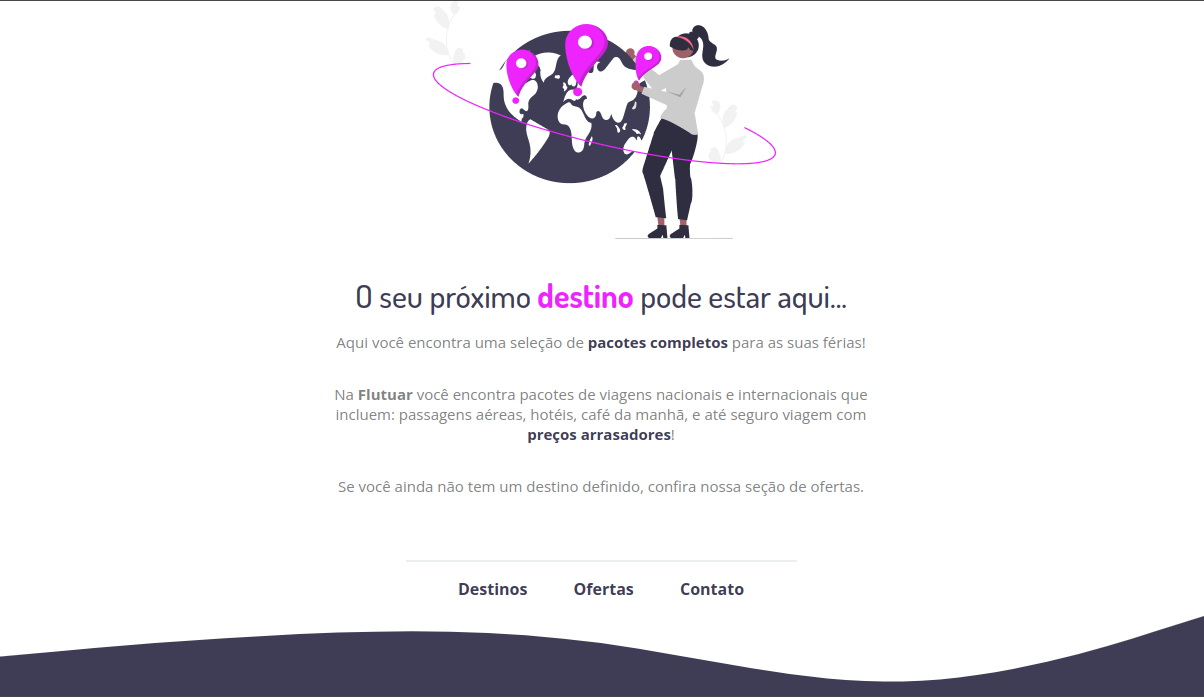 O seu próximo destino pode estar aqui...
Aqui você encontra uma seleção de pacotes completos para as suas férias!
Na Flutuar você encontra pacotes de viagens nacionais e internacionais que
incluem: passagens aéreas, hotéis, café da manhã, e até seguro viagem com
preços arrasadores!
Se você ainda não tem um destino definido, confira nossa seção de ofertas.
Destinos Ofertas Contato